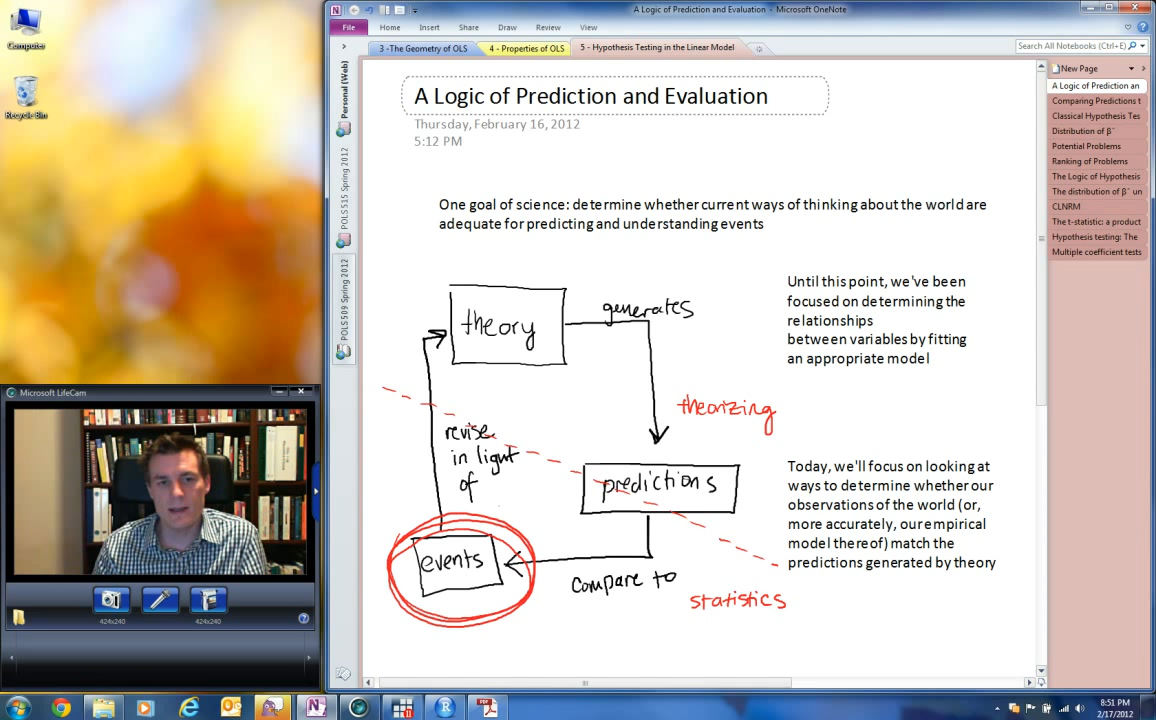 Computer
Recycle Bin
A Logic of Prediction and Evaluation - Microsoft OneNote
File Home Insert Share Draw Review View
3 -The Geometry of OLS 4 - Properties of OLS 5 - Hypothesis Testing in the Linear Model
Search All Notebooks (Ctrl+E)
Personal (Web)
POLS 515 Spring 2012
POLS 509 Spring 2012
A Logic of Prediction and Evaluation
Thursday, February 16, 2012
5:12 PM
One goal of science: determine whether current ways of thinking about the world are
adequate for predicting and understanding events
theory
generates
theorizing
revise
in light
of
predictions
events
compare to
statistics
Until this point, we've been
focused on determining the
relationships
between variables by fitting
an appropriate model
Today, we'll focus on looking at
ways to determine whether our
observations of the world (or,
more accurately, our empirical
model thereof) match the
predictions generated by theory
New Page
A Logic of Prediction an
Comparing Predictions t
Classical Hypothesis Tes
Distribution of βˆ
Potential Problems
Ranking of Problems
The Logic of Hypothesis
The distribution of βˆ un
CLNRM
The t-statistic: a product
Hypothesis testing: The
Multiple coefficient tests
Microsoft LifeCam
424x240
424x240
8:51 PM
2/17/2012